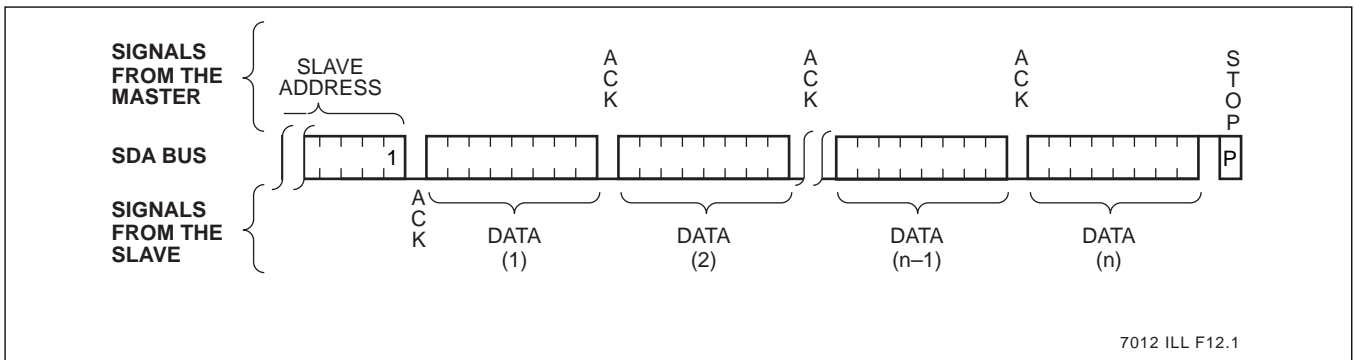 SIGNALS
FROM THE
MASTER
SLAVE
ADDRESS
A
C
K
A
C
K
A
C
K
S
T
O
P
SDA BUS
1
P
SIGNALS
FROM THE
SLAVE
A
C
K
DATA
(1)
DATA
(2)
DATA
(n–1)
DATA
(n)
7012 ILL F12.1